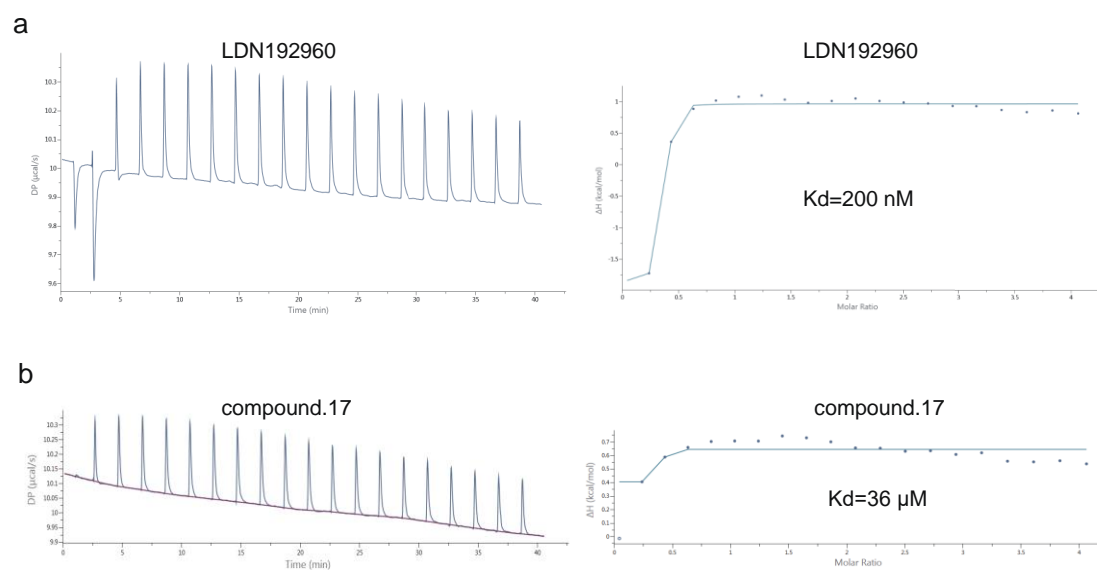 a
LDN192960
10.3
10.2
10.1
10
9.9
9.8
9.7
9.6
DP (µcal/s)
0 5 10 15 20 25 30 35 40
Time (min)
LDN192960
1
0.5
0
-0.5
-1
-1.5
ΔH (kcal/mol)
Kd=200 nM
0 0.5 1 1.5 2 2.5 3 3.5 4
Molar Ratio
b
compound.17
10.3
10.25
10.2
10.15
10.1
10.05
10
9.95
9.9
DP (µcal/s)
0 5 10 15 20 25 30 35 40
Time (min)
compound.17
0.7
0.6
0.5
0.4
0.3
0.2
0.1
0
ΔH (kcal/mol)
Kd=36 µM
0 0.5 1 1.5 2 2.5 3 3.5 4
Molar Ratio